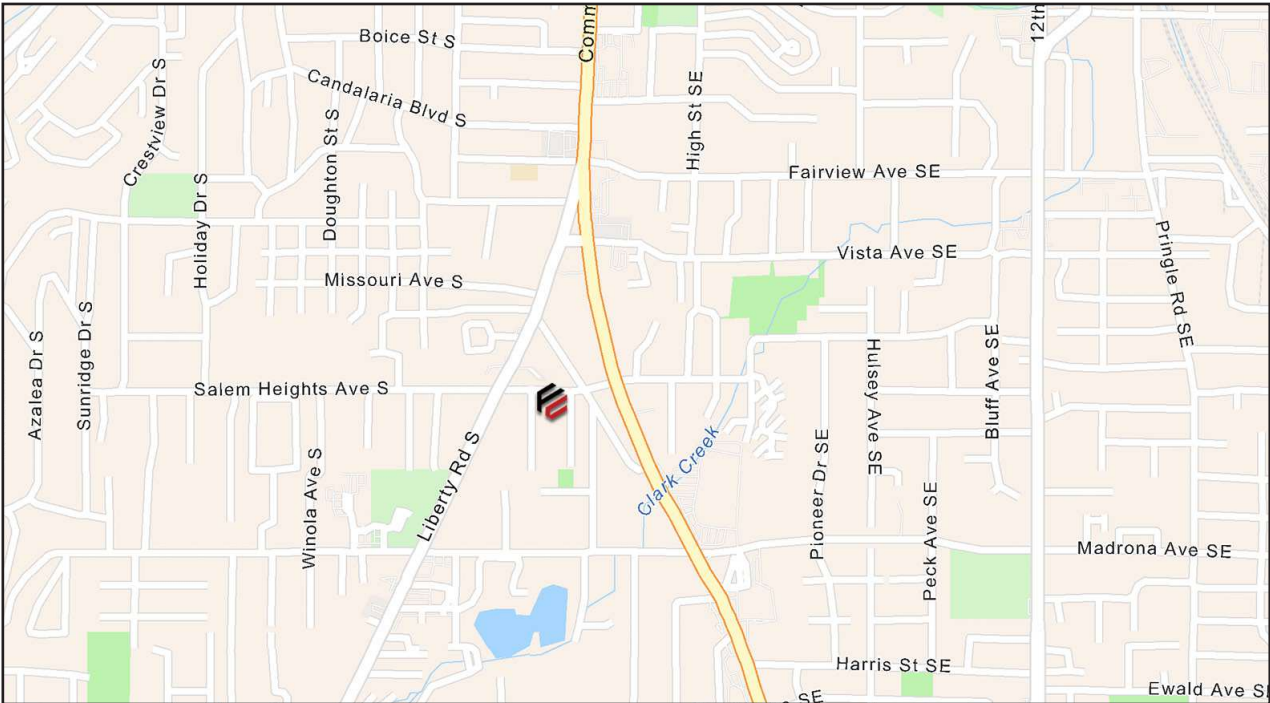 Boice St S
Comm
12th
Candalaria Blvd S
Crestview Dr S
Doughton St S
High St SE
Fairview Ave SE
Holiday Dr S
Vista Ave SE
Pringle Rd SE
Missouri Ave S
Azalea Dr S
Sunridge Dr S
Salem Heights Ave S
Hulsey Ave SE
Bluff Ave SE
Liberty Rd S
Clark Creek
Winola Ave S
Pioneer Dr SE
Peck Ave SE
Madrona Ave SE
Harris St SE
Ewald Ave S
SE